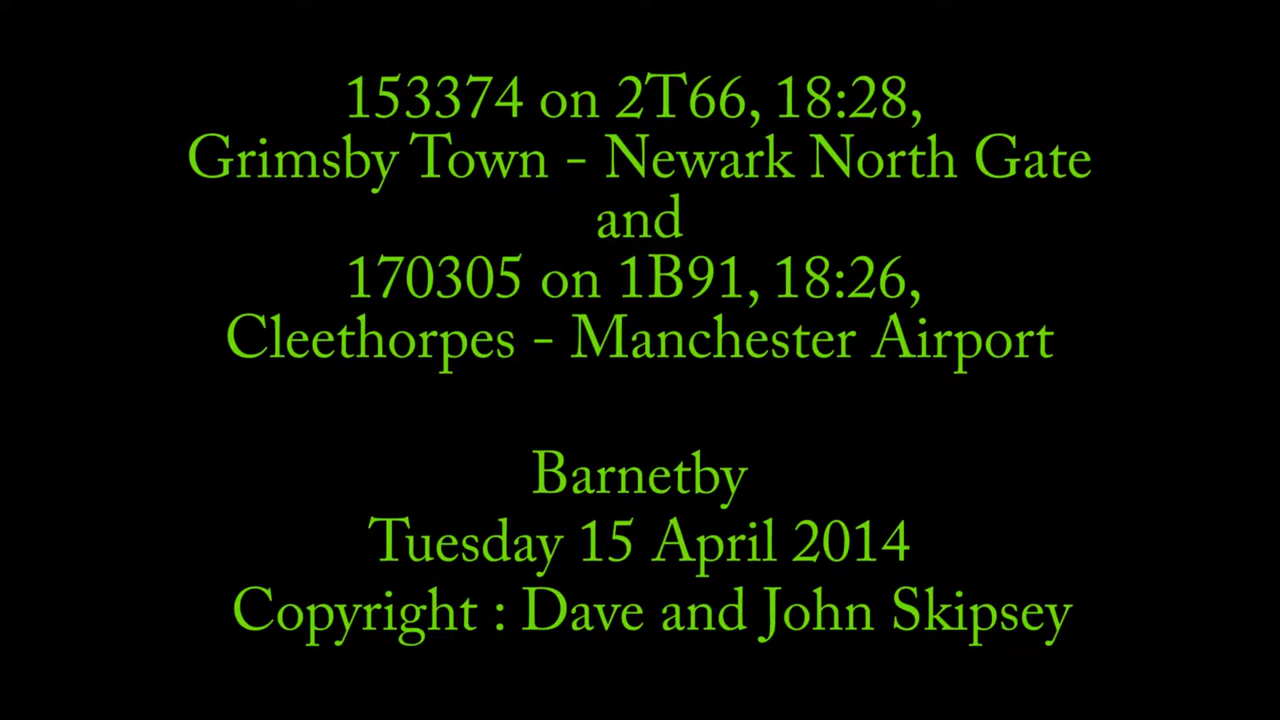 153374 on 2T66, 18:28,
Grimsby Town - Newark North Gate
and
170305 on 1B91, 18:26,
Cleethorpes - Manchester Airport
Barnetby
Tuesday 15 April 2014
Copyright : Dave and John Skipsey